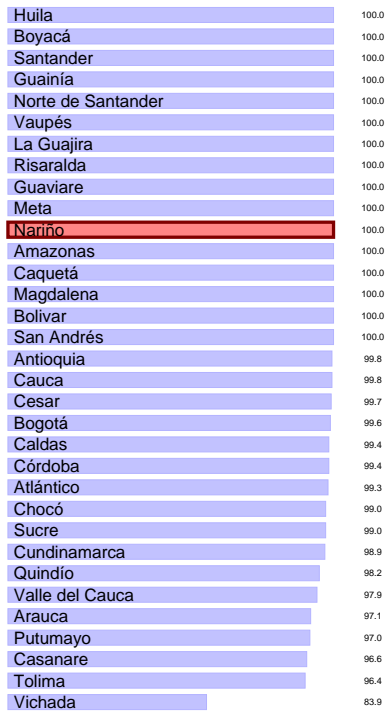 Huila 100.0
Boyacá 100.0
Santander 100.0
Guainía 100.0
Norte de Santander 100.0
Vaupés 100.0
La Guajira 100.0
Risaralda 100.0
Guaviare 100.0
Meta 100.0
Nariño 100.0
Amazonas 100.0
Caquetá 100.0
Magdalena 100.0
Bolivar 100.0
San Andrés 100.0
Antioquia 99.8
Cauca 99.8
Cesar 99.7
Bogotá 99.6
Caldas 99.4
Córdoba 99.4
Atlántico 99.3
Chocó 99.0
Sucre 99.0
Cundinamarca 98.9
Quindío 98.2
Valle del Cauca 97.9
Arauca 97.1
Putumayo 97.0
Casanare 96.6
Tolima 96.4
Vichada 83.9